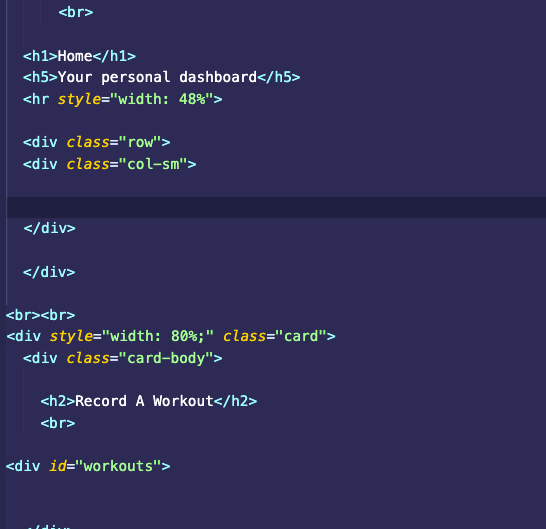 <br>
<h1>Home</h1>
<h5>Your personal dashboard</h5>
<hr style="width: 48%">
<div class="row">
<div class="col-sm">
</div>
</div>
<br><br>
<div style="width: 80%;" class="card">
<div class="card-body">
<h2>Record A Workout</h2>
<br>
<div id="workouts">
</div>